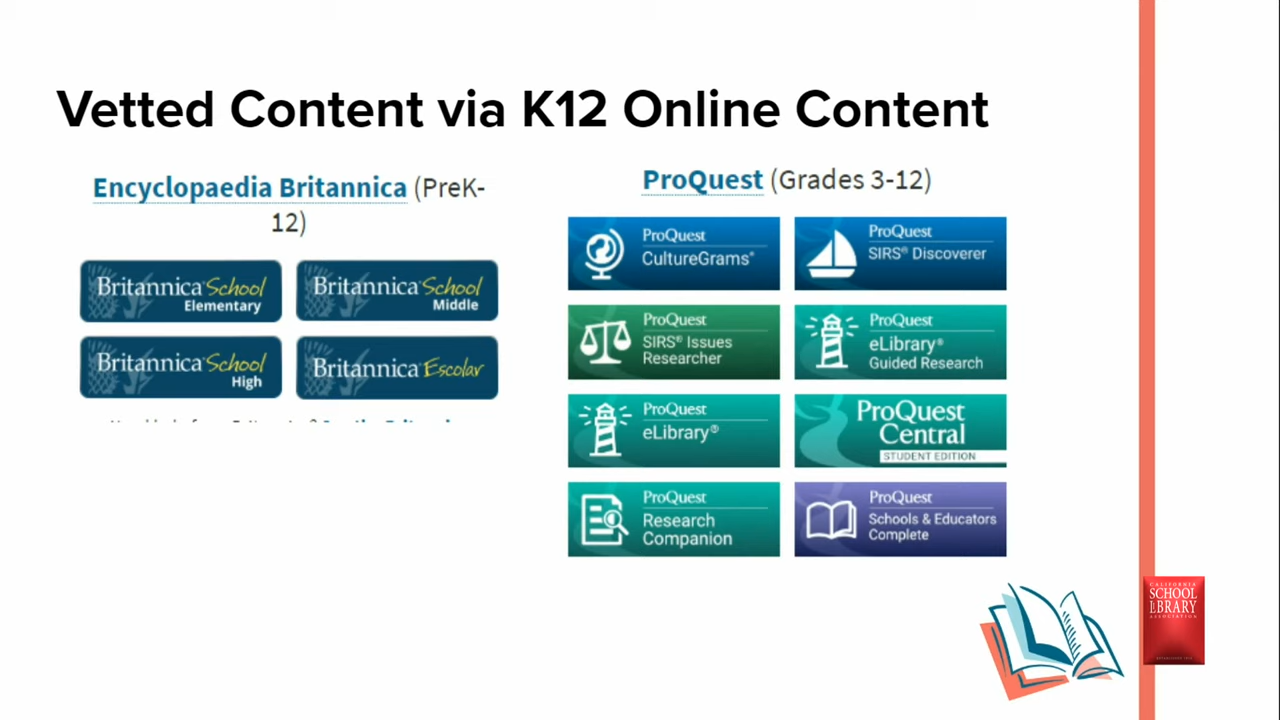 Vetted Content via K12 Online Content
Encyclopaedia Britannica (PreK-
12)
Britannica School
Elementary
Britannica School
Middle
Britannica School
High
Britannica Escolar
ProQuest (Grades 3-12)
ProQuest
CultureGrams®
ProQuest
SIRS® Discoverer
ProQuest
SIRS® Issues
Researcher
ProQuest
eLibrary®
Guided Research
ProQuest
eLibrary®
ProQuest
Central
STUDENT EDITION
ProQuest
Research
Companion
ProQuest
Schools & Educators
Complete
CALIFORNIA
SCHOOL
LIBRARY
ASSOCIATION